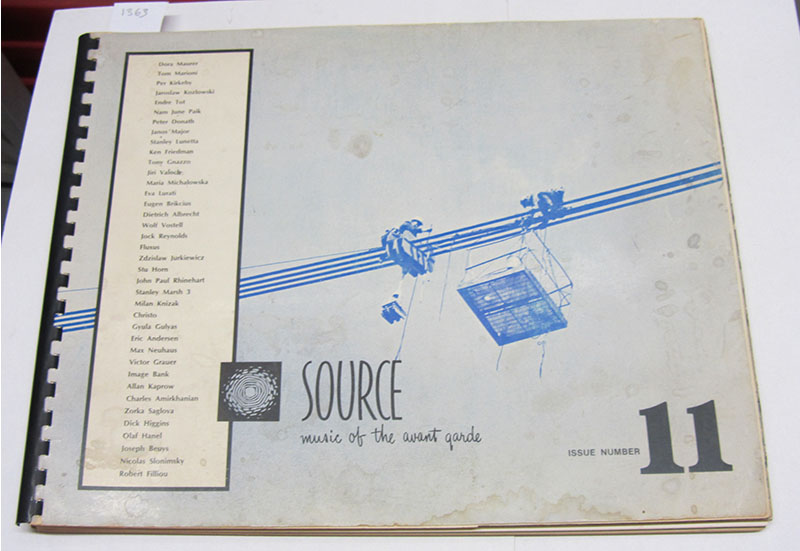 1363
Dora Maurer
Tom Marioni
Per Kirkeby
Jaroslaw Kozlowski
Endre Tot
Nam June Paik
Peter Donath
Janos Major
Stanley Lunetta
Ken Friedman
Tony Gnazzo
Jiri Valoch
Maria Michalowska
Eva Lurati
Eugen Brikcius
Dietrich Albrecht
Wolf Vostell
Jock Reynolds
Fluxus
Zdzislaw Jurkiewicz
Stu Horn
John Paul Rhinehart
Stanley Marsh 3
Milan Knizak
Christo
Gyula Gulyas
Eric Andersen
Max Neuhaus
Victor Grauer
Image Bank
Allan Kaprow
Charles Amirkhanian
Zorka Saglova
Dick Higgins
Olaf Hanel
Joseph Beuys
Nicolas Slonimsky
Robert Filliou
SOURCE
music of the avant garde
ISSUE NUMBER 11